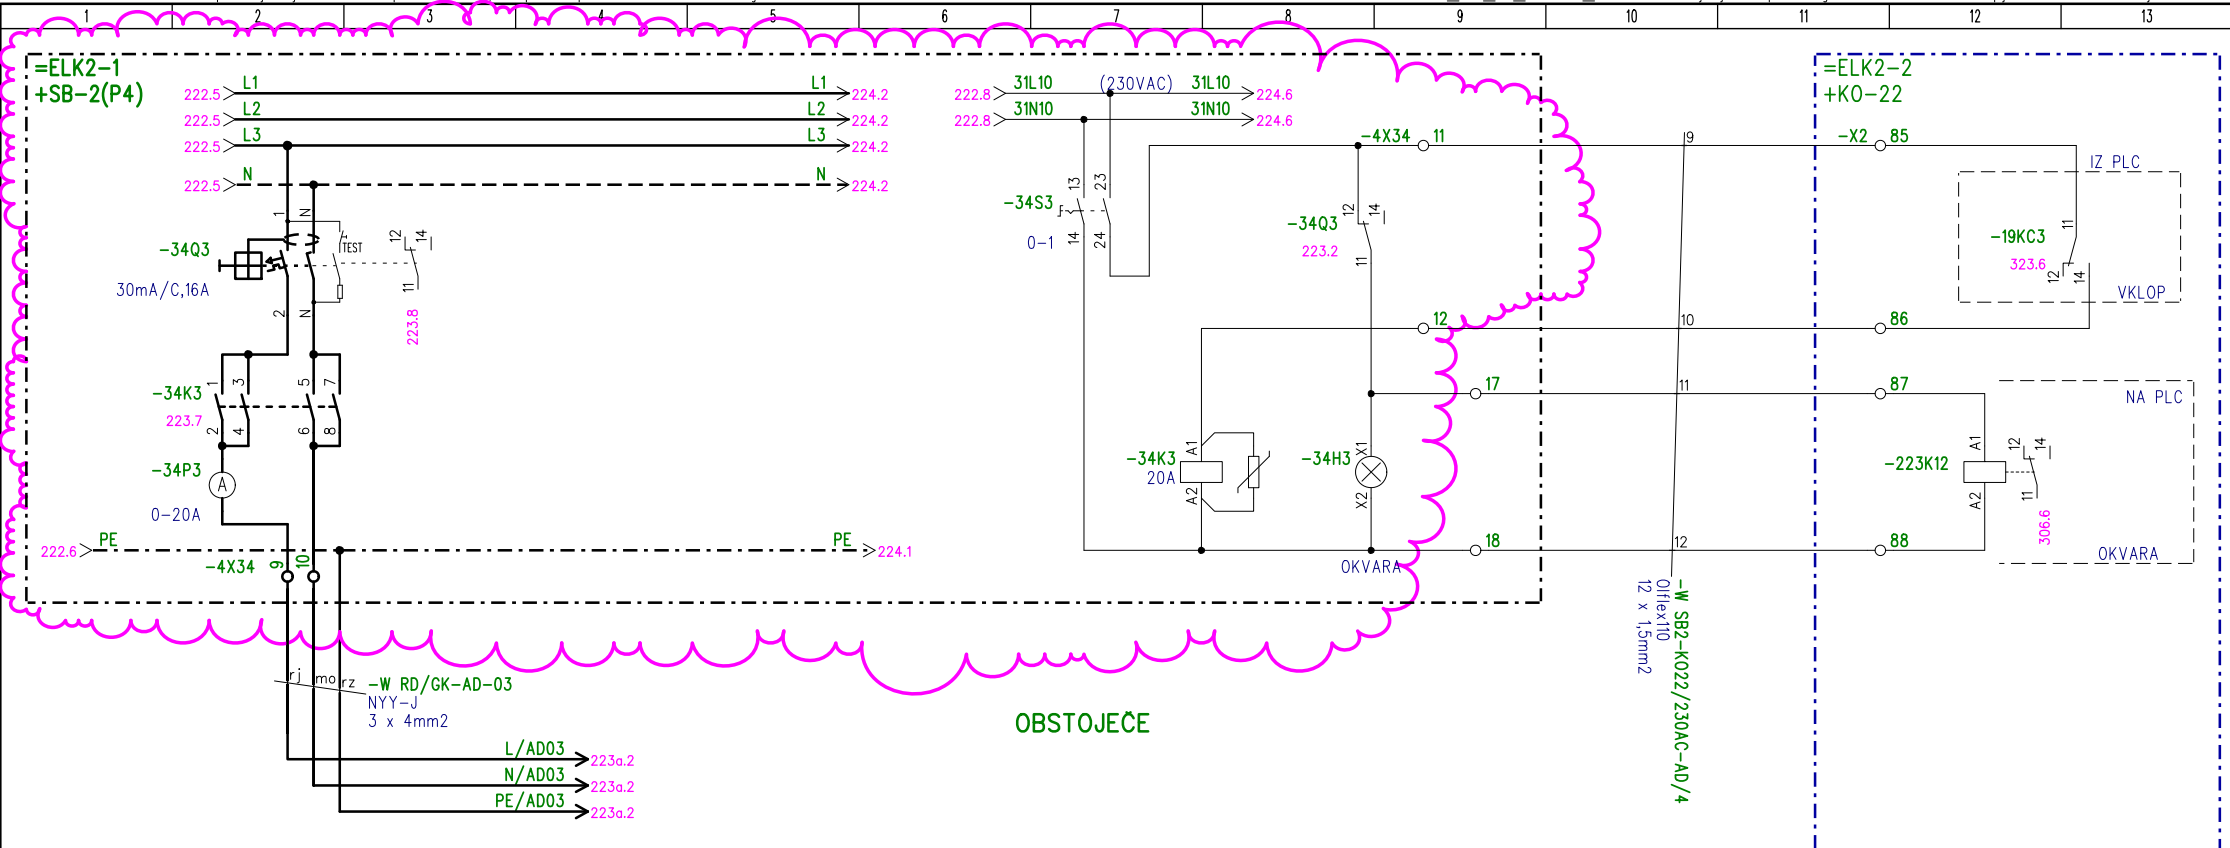 1 2 3 4 5 6 7 8 9 10 11 12 13
=ELK2-1
+SB-2(P4)
222.5 L1 L1 224.2
222.5 L2 L2 224.2
222.5 L3 L3 224.2
222.5 N N 224.2
222.8 31L10 (230VAC) 31L10 224.6
222.8 31N10 31N10 224.6
=ELK2-2
+KO-22
-4X34 11
9
-X2 85
IZ PLC
1 N
TEST
-34Q3
30mA/C,16A
2 N
12 14
11
223.8
-34S3
0-1
13 23
14 24
-34Q3
223.2
12 14
11
-19KC3
323.6
11
12 14
VKLOP
12
10
86
-34K3
223.7
1 3 5 7
2 4 6 8
17
11
87
NA PLC
-34P3
A
0-20A
-34K3
20A
A1
A2
-34H3
X1
X2
-223K12
A1
A2
12 14
11
306.6
OKVARA
222.6 PE PE 224.1
18
12
88
OKVARA
-4X34 9 10
-W SB2-KO22/230AC-AD/4
Olflex110
12 x 1,5mm2
rj mo rz
-W RD/GK-AD-03
NYY-J
3 x 4mm2
OBSTOJEČE
L/AD03 223a.2
N/AD03 223a.2
PE/AD03 223a.2